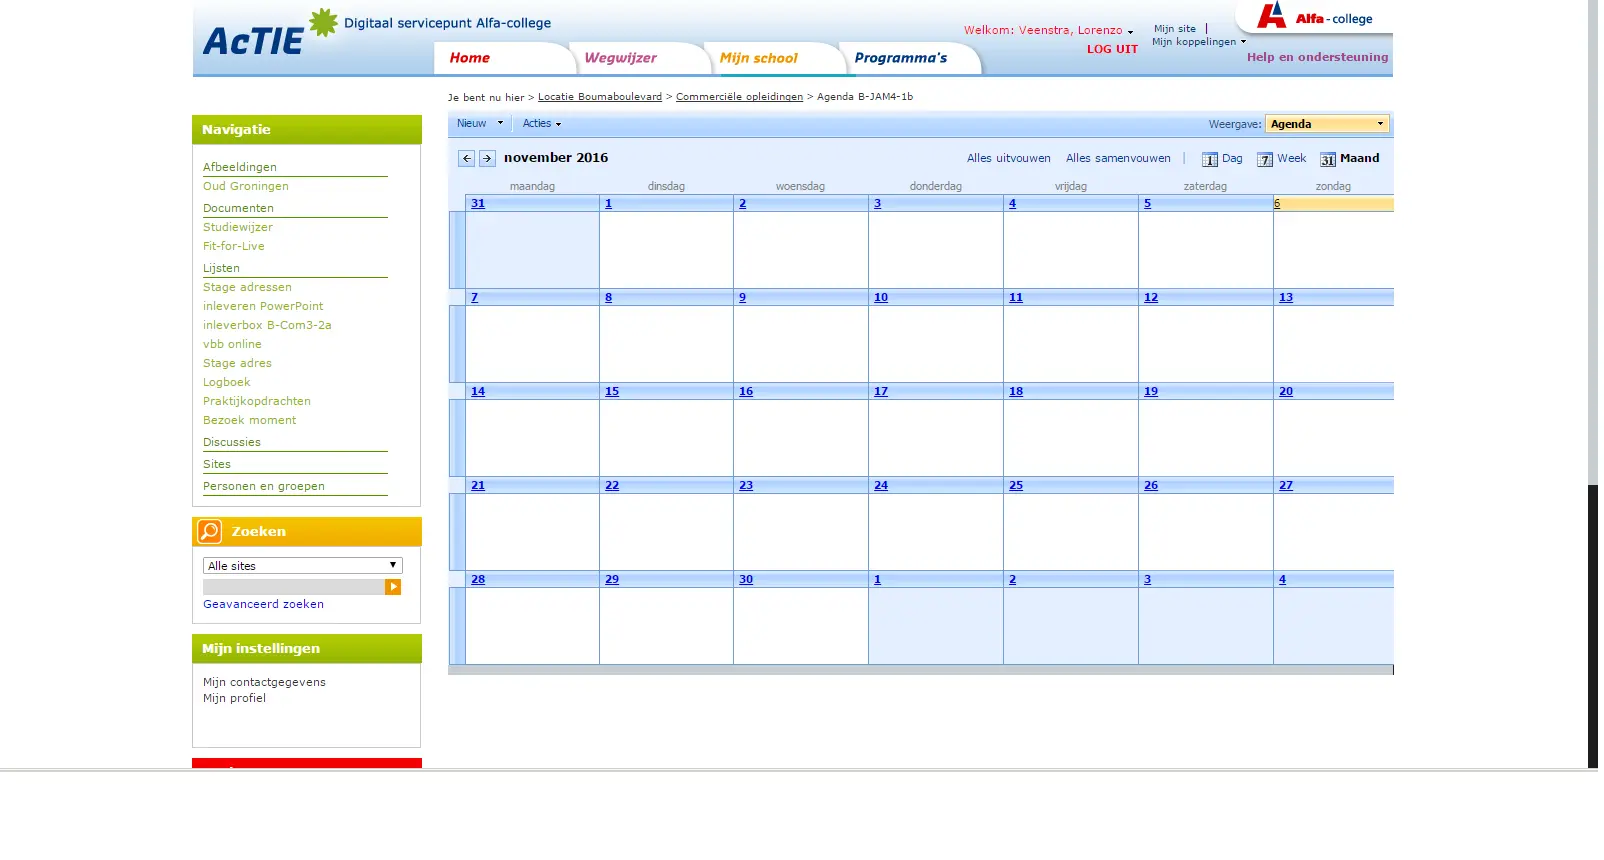 AcTIE
Digitaal servicepunt Alfa-college
Welkom: Veenstra, Lorenzo
LOG UIT
Mijn site |
Mijn koppelingen
Alfa - college
Help en ondersteuning
Home
Wegwijzer
Mijn school
Programma's
Je bent nu hier > Locatie Boumaboulevard > Commerciële opleidingen > Agenda B-JAM4-1b
Navigatie
Afbeeldingen
Oud Groningen
Documenten
Studiewijzer
Fit-for-Live
Lijsten
Stage adressen
inleveren PowerPoint
inleverbox B-Com3-2a
vbb online
Stage adres
Logboek
Praktijkopdrachten
Bezoek moment
Discussies
Sites
Personen en groepen
Zoeken
Alle sites
Geavanceerd zoeken
Mijn instellingen
Mijn contactgegevens
Mijn profiel
Nieuw
Acties
Weergave: Agenda
november 2016
Alles uitvouwen
Alles samenvouwen |
1 Dag
7 Week
31 Maand
maandag dinsdag woensdag donderdag vrijdag zaterdag zondag
31 1 2 3 4 5 6
7 8 9 10 11 12 13
14 15 16 17 18 19 20
21 22 23 24 25 26 27
28 29 30 1 2 3 4